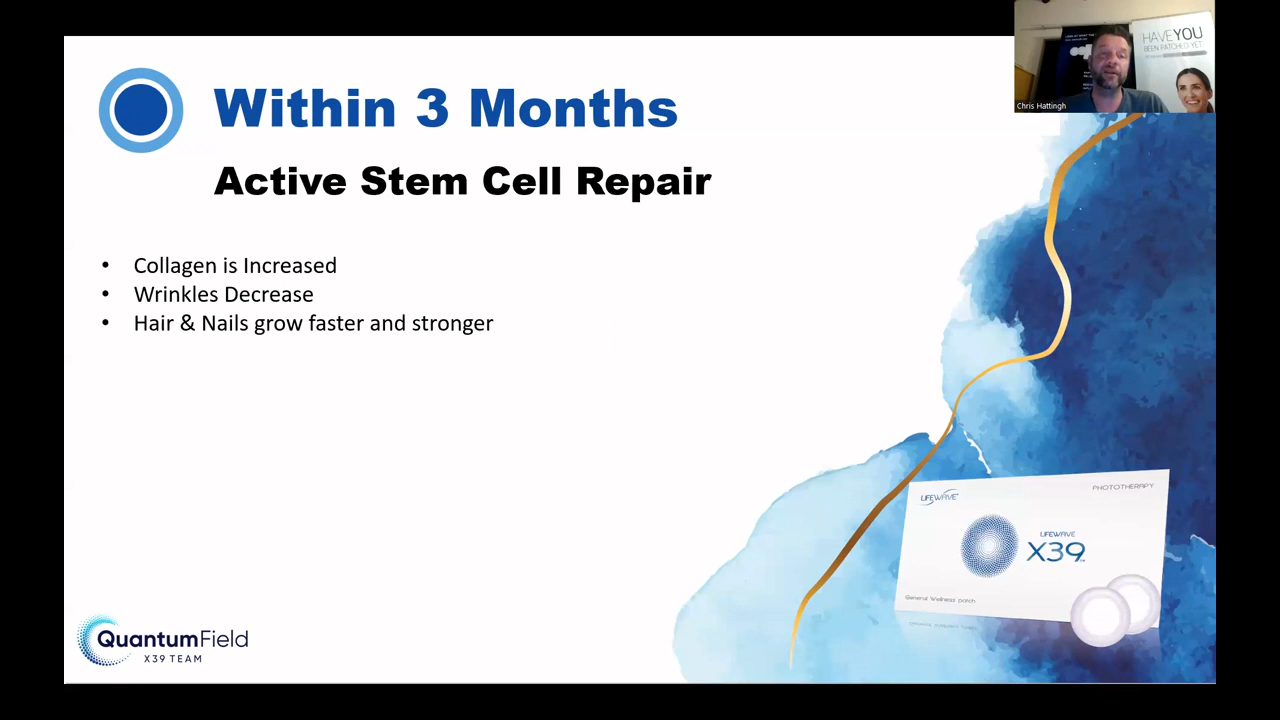 Within 3 Months
Active Stem Cell Repair
• Collagen is Increased
• Wrinkles Decrease
• Hair & Nails grow faster and stronger
HAVE YOU
BEEN PATCHED YET
Chris Hattingh
LIFEWAVE
PHOTOTHERAPY
LIFEWAVE
X39
General Wellness patch
QuantumField
X39 TEAM